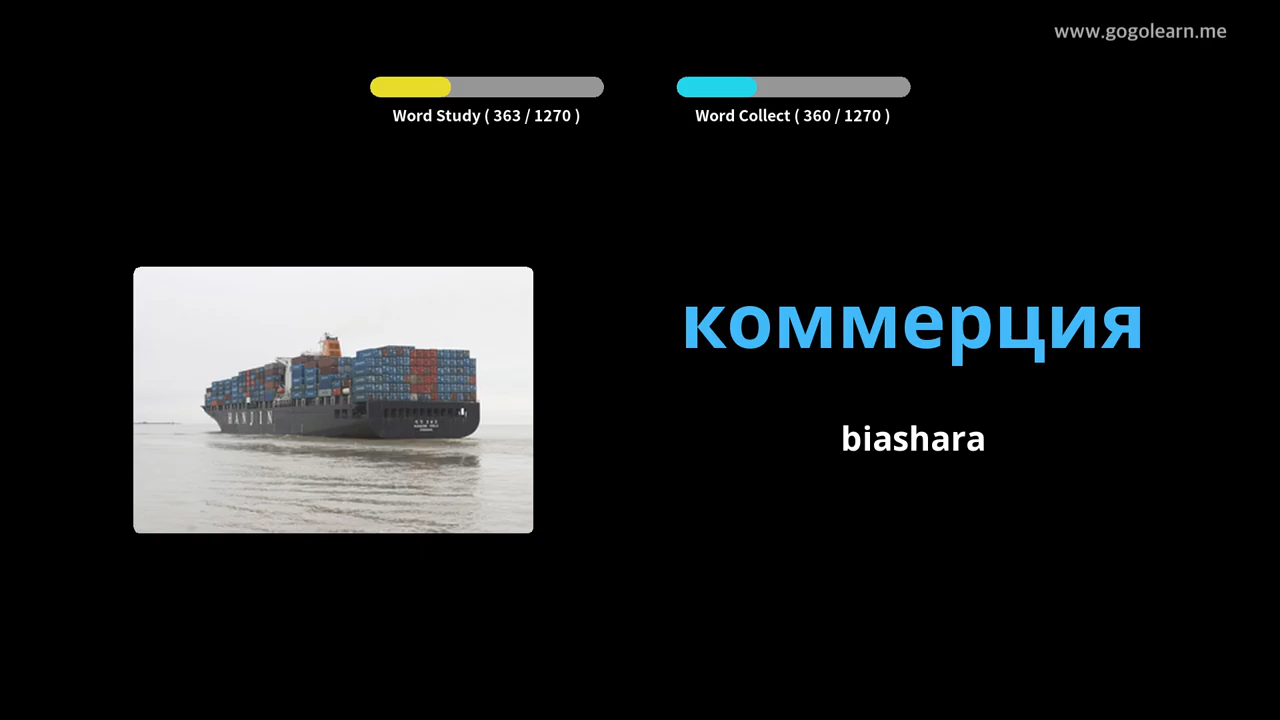 www.gogolearn.me
Word Study ( 363 / 1270 )
Word Collect ( 360 / 1270 )
коммерция
biashara
HANJIN